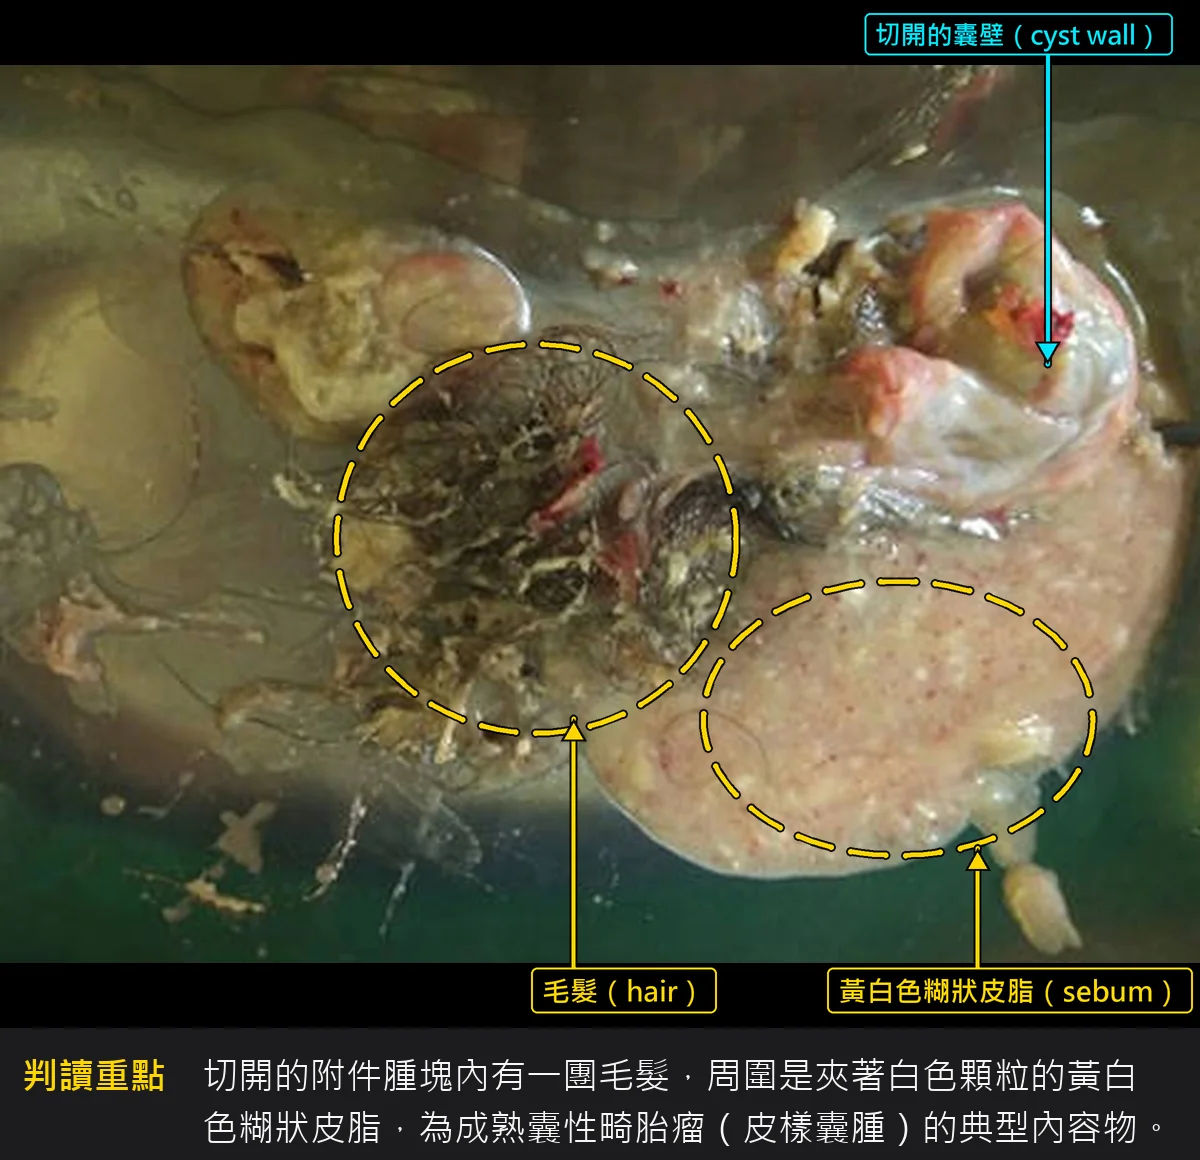 切開的囊壁（cyst wall）
毛髮（hair）
黃白色糊狀皮脂（sebum）
判讀重點 切開的附件腫塊內有一團毛髮，周圍是夾著白色顆粒的黃白
色糊狀皮脂，為成熟囊性畸胎瘤（皮樣囊腫）的典型內容物。